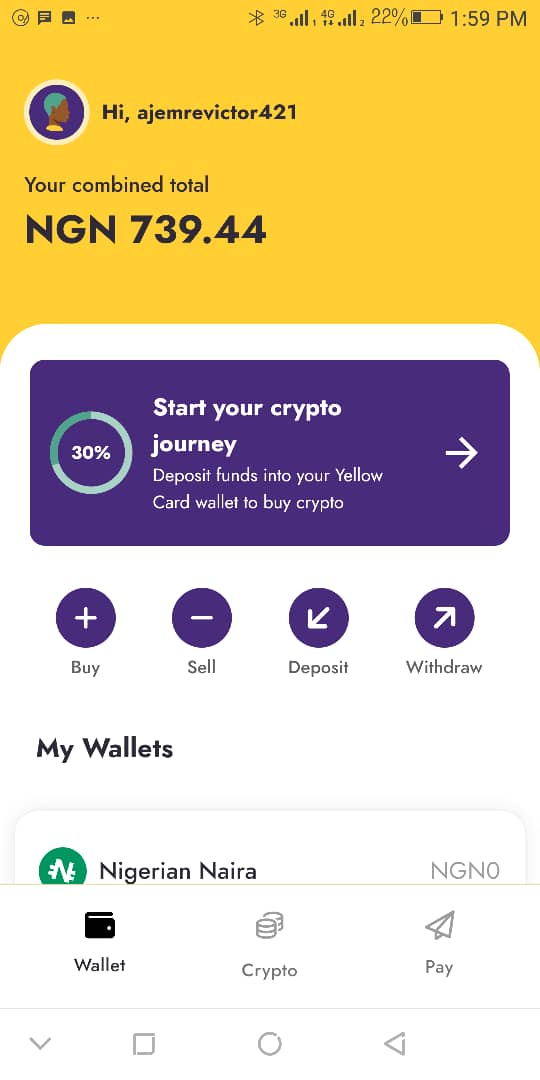 3G 1 4G 2 22% 1:59 PM
Hi, ajemrevictor421
Your combined total
NGN 739.44
Start your crypto
journey
30%
Deposit funds into your Yellow
Card wallet to buy crypto
Buy Sell Deposit Withdraw
My Wallets
Nigerian Naira NGN0
Wallet Crypto Pay